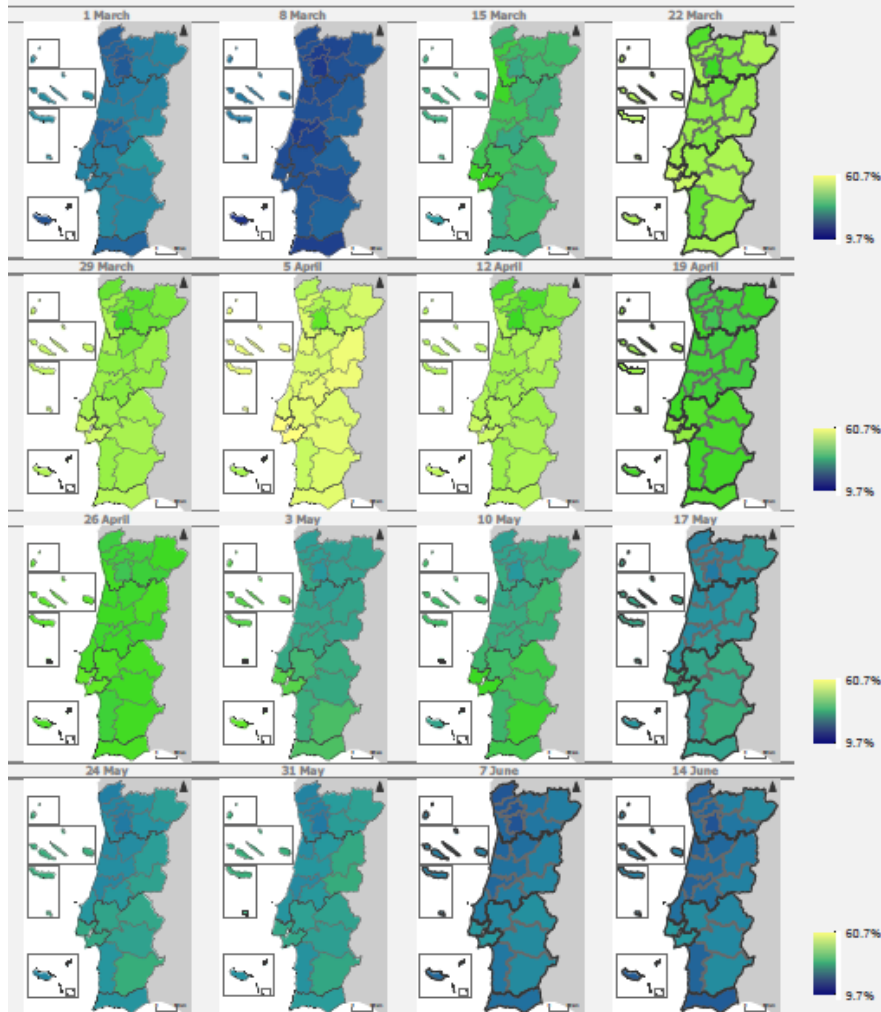 1 March 8 March 15 March 22 March
60.7%
9.7%
29 March 5 April 12 April 19 April
60.7%
9.7%
26 April 3 May 10 May 17 May
60.7%
9.7%
24 May 31 May 7 June 14 June
60.7%
9.7%